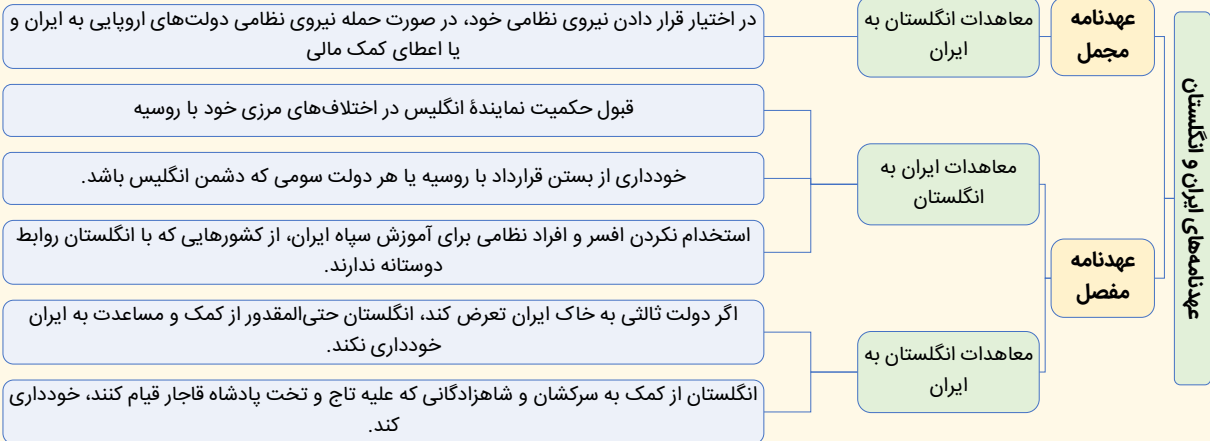 عهدنامه‌های ایران و انگلستان
عهدنامه
مجمل
معاهدات انگلستان به
ایران
در اختیار قرار دادن نیروی نظامی خود، در صورت حمله نیروی نظامی دولت‌های اروپایی به ایران و
یا اعطای کمک مالی
عهدنامه
مفصل
معاهدات ایران به
انگلستان
قبول حکمیت نمایندهٔ انگلیس در اختلاف‌های مرزی خود با روسیه
خودداری از بستن قرارداد با روسیه یا هر دولت سومی که دشمن انگلیس باشد.
استخدام نکردن افسر و افراد نظامی برای آموزش سپاه ایران، از کشورهایی که با انگلستان روابط
دوستانه ندارند.
معاهدات انگلستان به
ایران
اگر دولت ثالثی به خاک ایران تعرض کند، انگلستان حتی‌المقدور از کمک و مساعدت به ایران
خودداری نکند.
انگلستان از کمک به سرکشان و شاهزادگانی که علیه تاج و تخت پادشاه قاجار قیام کنند، خودداری
کند.